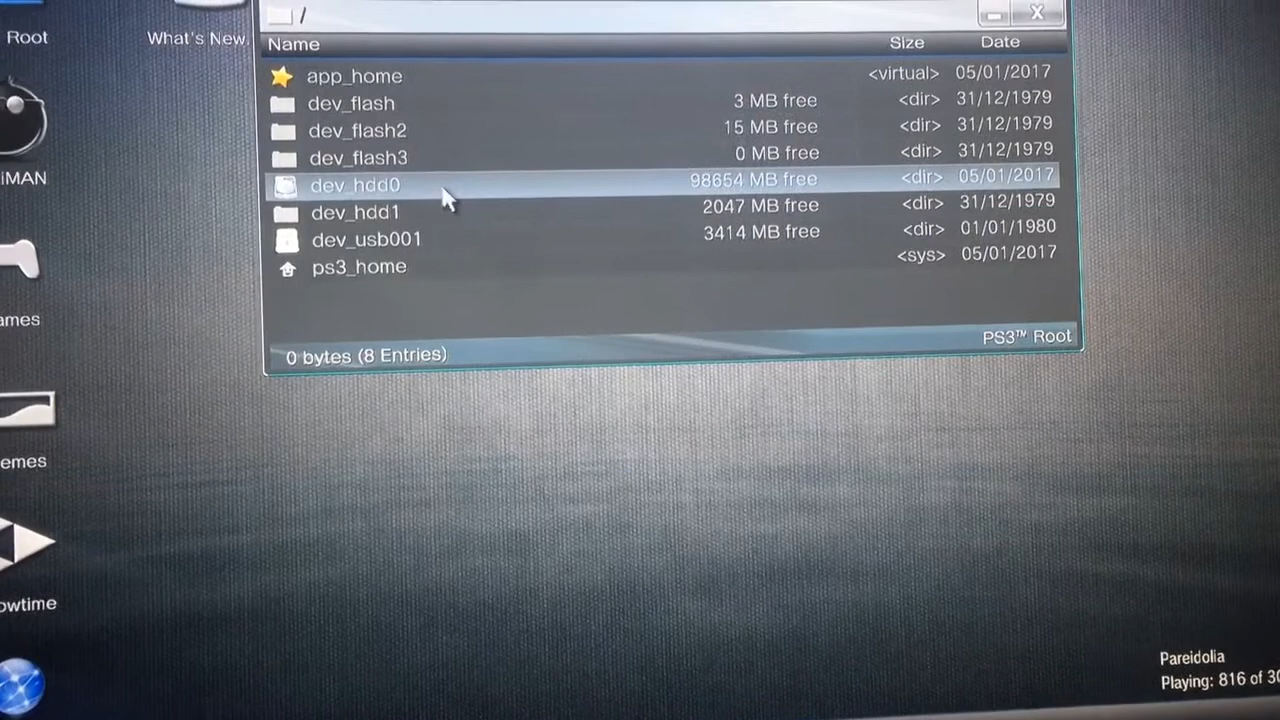 /
Root
What's New
Name Size Date
app_home <virtual> 05/01/2017
dev_flash 3 MB free <dir> 31/12/1979
dev_flash2 15 MB free <dir> 31/12/1979
dev_flash3 0 MB free <dir> 31/12/1979
iMAN
dev_hdd0 98654 MB free <dir> 05/01/2017
dev_hdd1 2047 MB free <dir> 31/12/1979
dev_usb001 3414 MB free <dir> 01/01/1980
ps3_home <sys> 05/01/2017
ames
0 bytes (8 Entries) PS3™ Root
emes
owtime
Pareidolia
Playing: 816 of 30